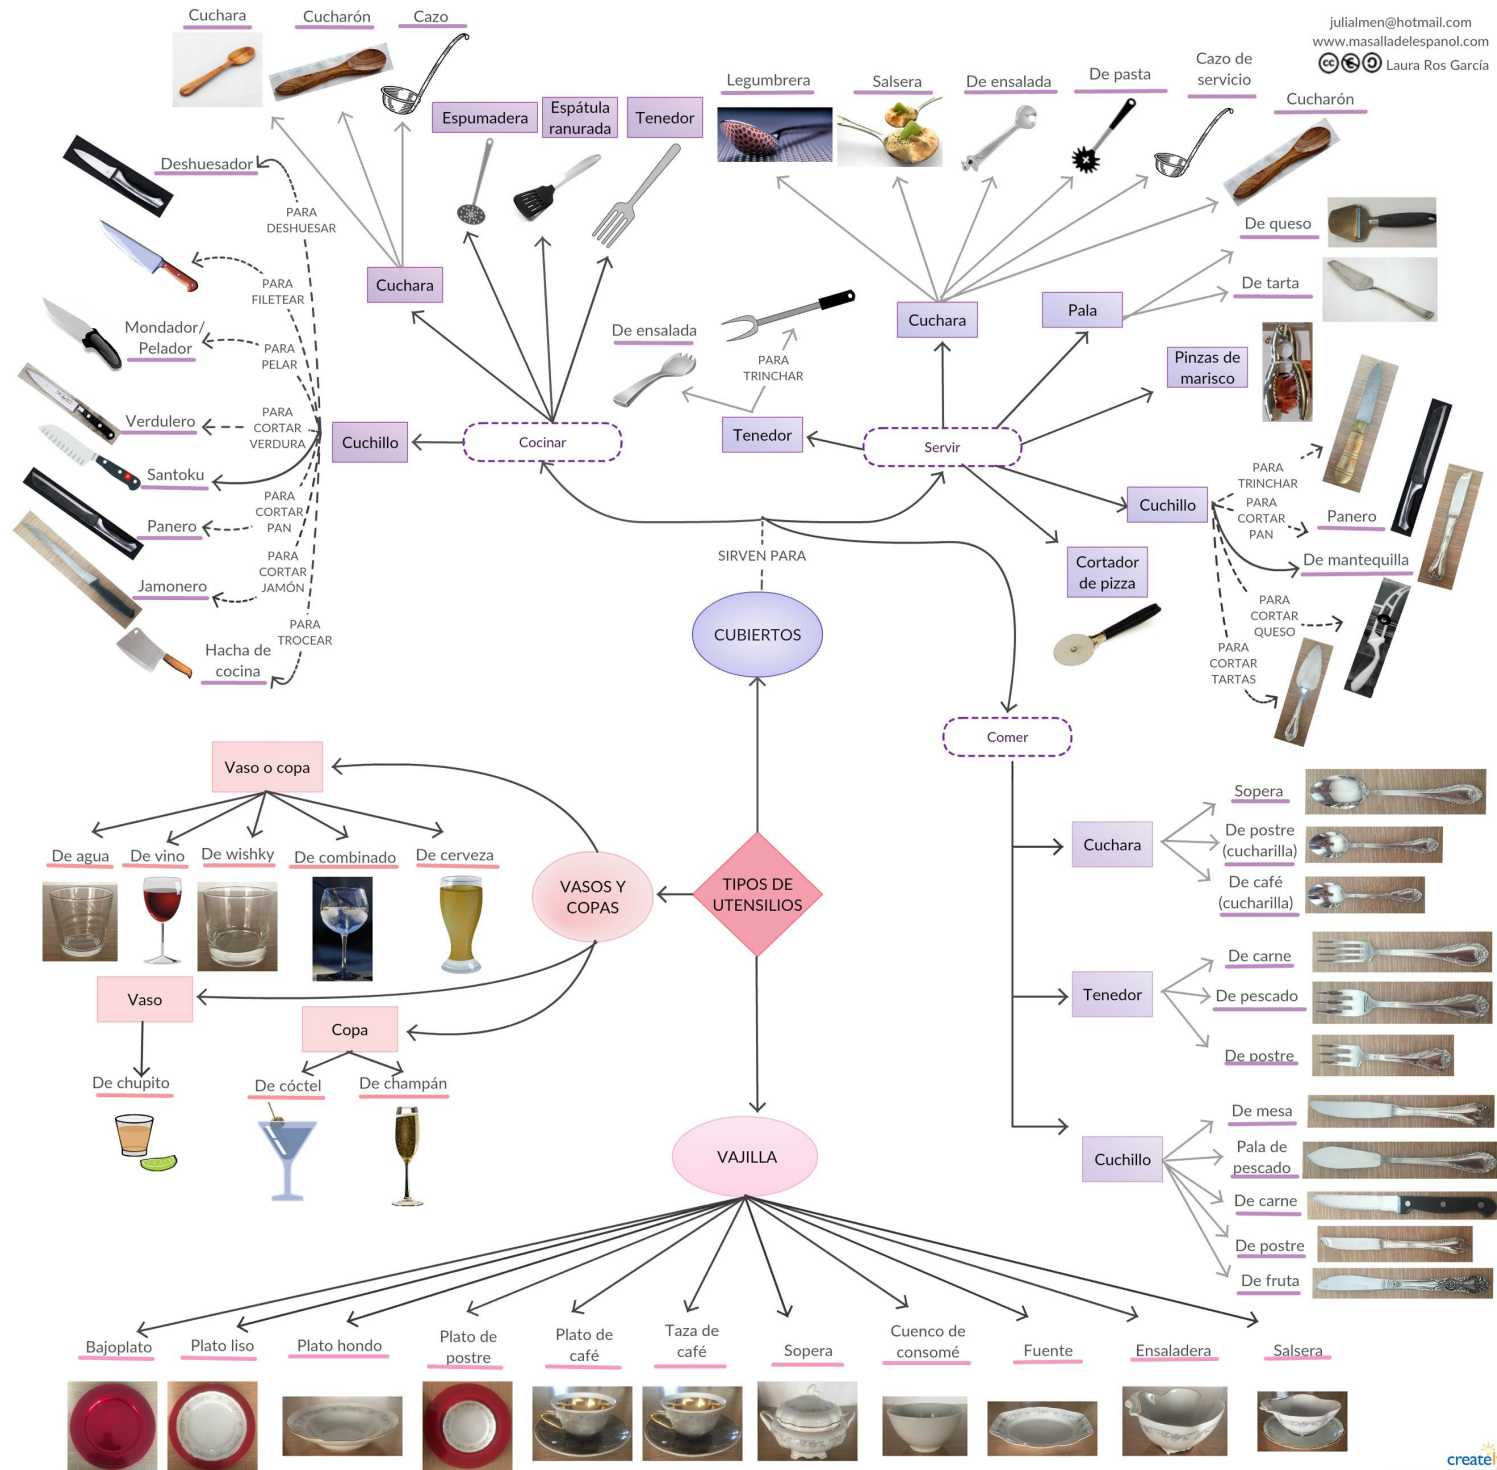 Cuchara
Cucharón
Cazo
julialmen@hotmail.com
www.masalladelespanol.com
Laura Ros García
Espumadera
Espátula
ranurada
Tenedor
Legumbrera
Salsera
De ensalada
De pasta
Cazo de
servicio
Cucharón
Deshuesador
PARA
DESHUESAR
PARA
FILETEAR
Mondador/
Pelador
PARA
PELAR
Verdulero
PARA
CORTAR
VERDURA
Santoku
PARA
CORTAR
PAN
Panero
PARA
CORTAR
JAMÓN
Jamonero
PARA
TROCEAR
Hacha de
cocina
Cuchara
Cuchillo
Cocinar
De ensalada
PARA
TRINCHAR
Tenedor
Servir
Cuchara
Pala
De queso
De tarta
Pinzas de
marisco
Cuchillo
PARA
TRINCHAR
PARA
CORTAR
PAN
Panero
De mantequilla
PARA
CORTAR
QUESO
PARA
CORTAR
TARTAS
Cortador
de pizza
SIRVEN PARA
CUBIERTOS
Comer
Vaso o copa
De agua
De vino
De wishky
De combinado
De cerveza
VASOS Y
COPAS
TIPOS DE
UTENSILIOS
Vaso
Copa
De chupito
De cóctel
De champán
Cuchara
Sopera
De postre
(cucharilla)
De café
(cucharilla)
Tenedor
De carne
De pescado
De postre
Cuchillo
De mesa
Pala de
pescado
De carne
De postre
De fruta
VAJILLA
Bajoplato
Plato liso
Plato hondo
Plato de
postre
Plato de
café
Taza de
café
Sopera
Cuenco de
consomé
Fuente
Ensaladera
Salsera